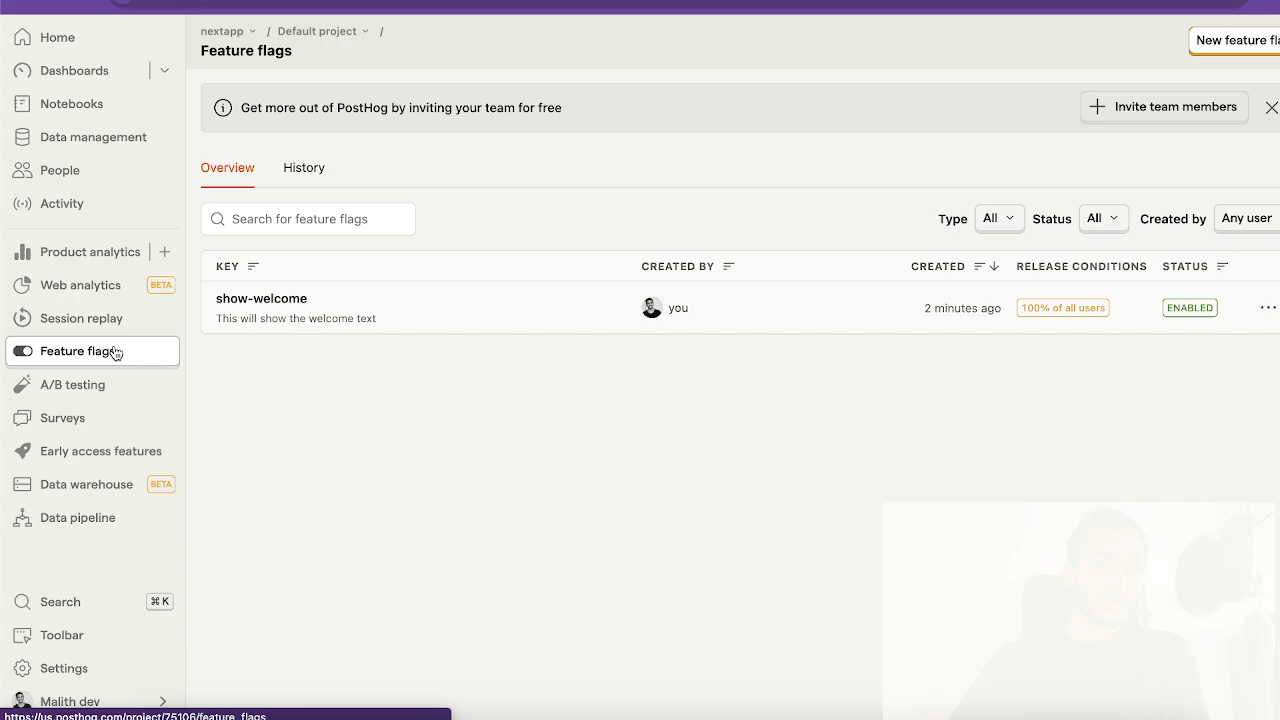 Home
Dashboards
Notebooks
Data management
People
Activity
Product analytics
Web analytics BETA
Session replay
Feature flags
A/B testing
Surveys
Early access features
Data warehouse BETA
Data pipeline
Search ⌘ K
Toolbar
Settings
Malith dev
https://us.posthog.com/project/75106/feature_flags
nextapp / Default project /
Feature flags
New feature fla
Get more out of PostHog by inviting your team for free
Invite team members
Overview History
Search for feature flags
Type All Status All Created by Any user
KEY CREATED BY CREATED RELEASE CONDITIONS STATUS
show-welcome
This will show the welcome text
you 2 minutes ago 100% of all users ENABLED